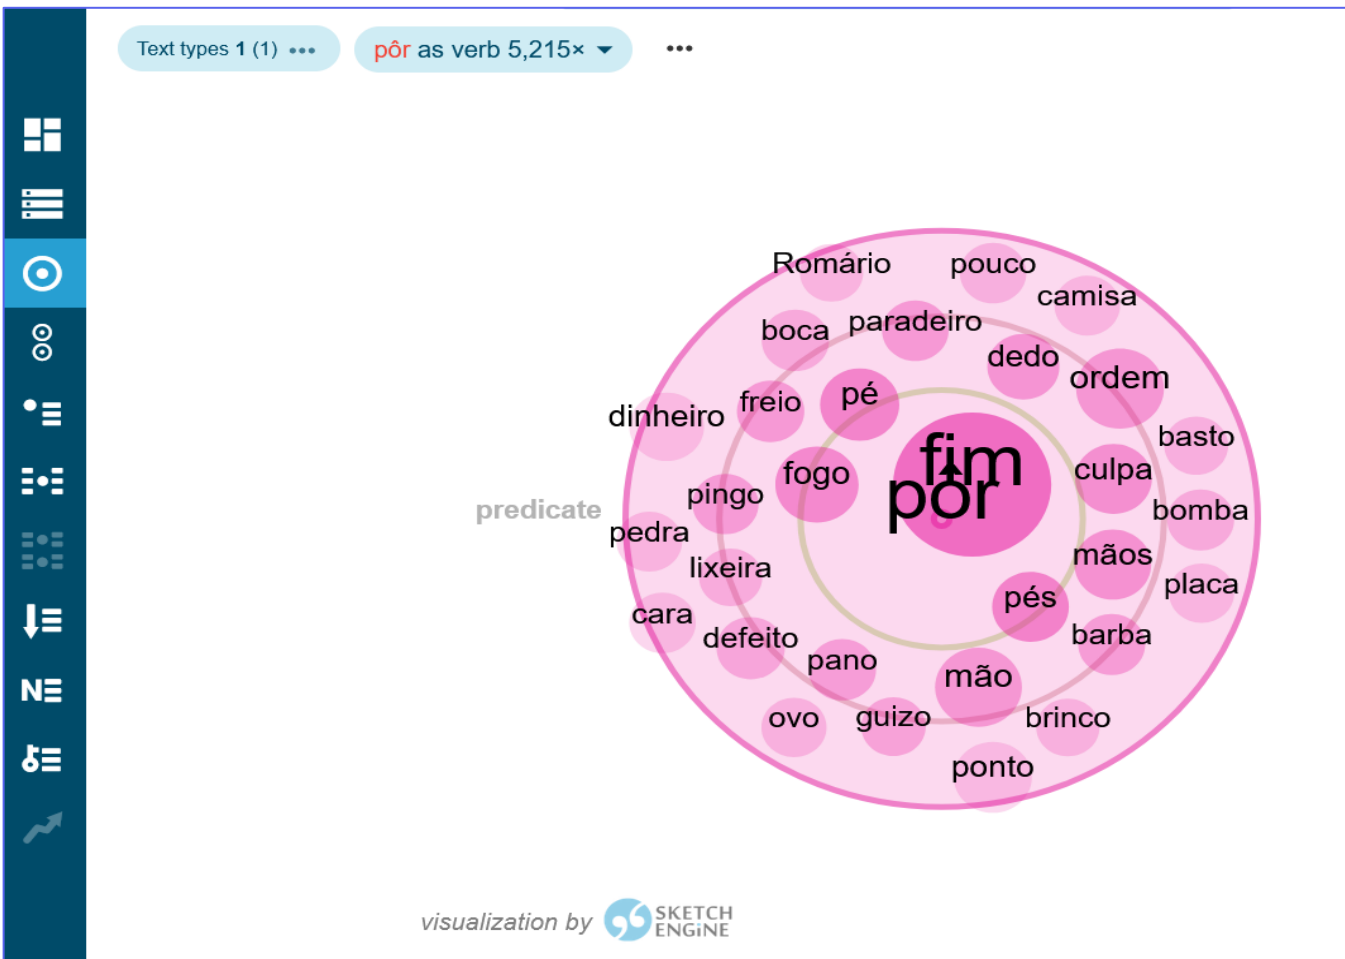 Text types 1 (1) •••
pôr as verb 5,215×
•••
Romário
pouco
camisa
boca
paradeiro
dedo
ordem
dinheiro
freio
pé
basto
fim
pôr
fogo
culpa
pingo
predicate
bomba
pedra
mãos
lixeira
placa
pés
cara
defeito
barba
pano
mão
ovo
guizo
brinco
ponto
N
visualization by SKETCH
ENGINE